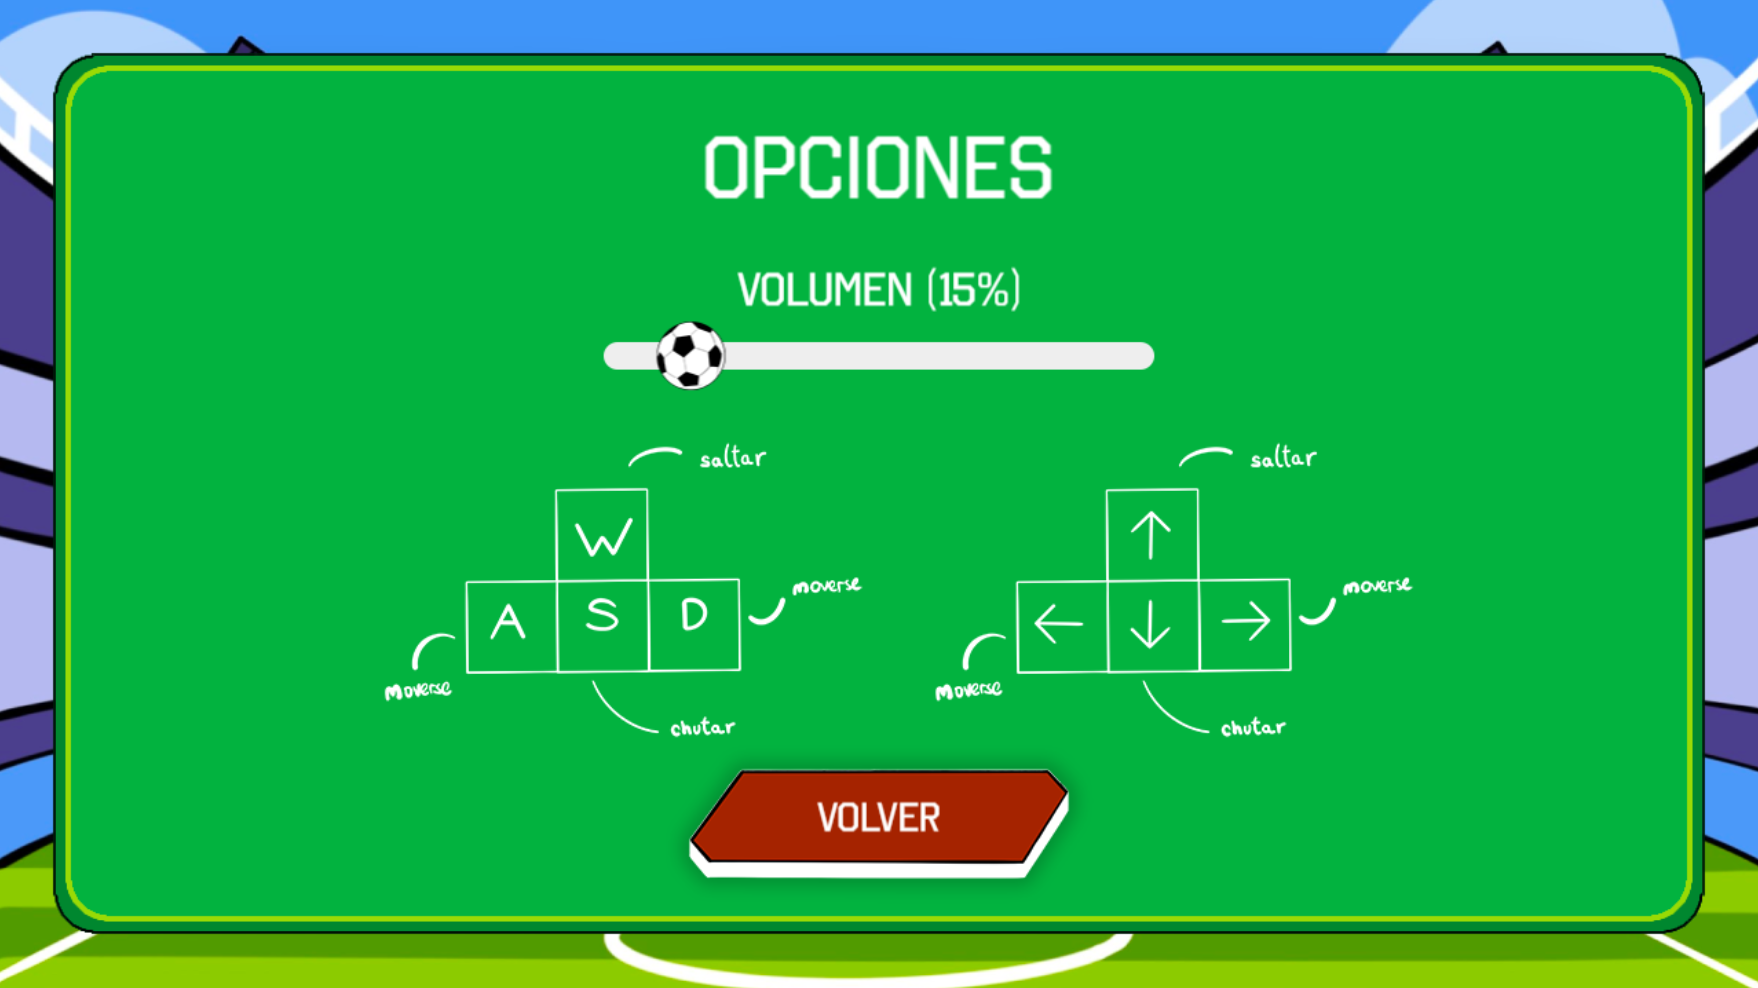 OPCIONES
VOLUMEN (15%)
saltar
saltar
W
↑
moverse
moverse
A S D
← ↓ →
moverse
moverse
chutar
chutar
VOLVER